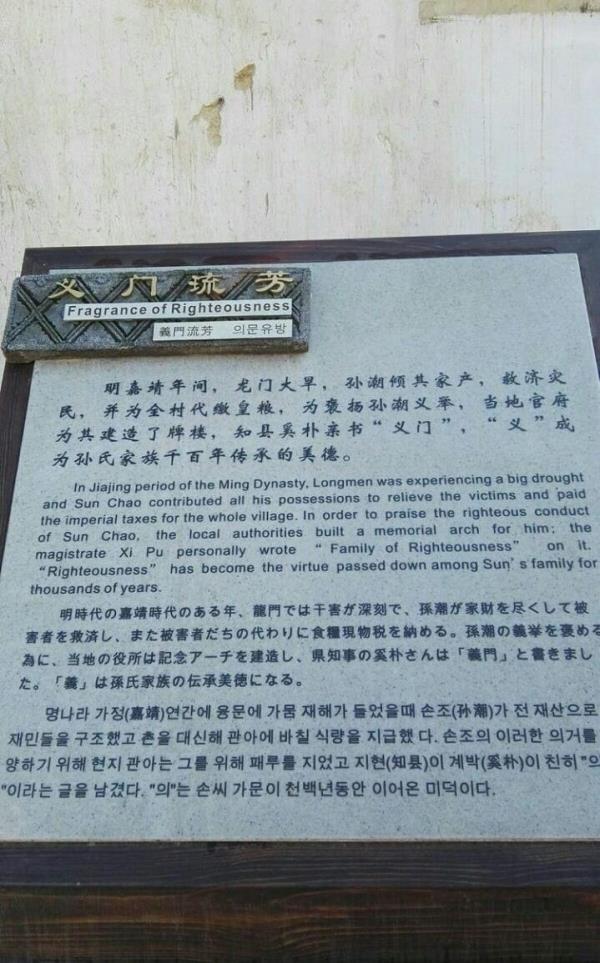 义门琉芳
Fragrance of Righteousness
義門流芳 의문유방
明嘉靖年间，龙门大旱，孙潮倾其家产，救济灾
民，并为全村代缴皇粮，为褒扬孙潮义举，当地官府
为其建造了牌楼，知县奚朴亲书“义门”，“义”成
为孙氏家族千百年传承的美德。
In Jiajing period of the Ming Dynasty, Longmen was experiencing a big drought
and Sun Chao contributed all his possessions to relieve the victims and paid
the imperial taxes for the whole village. In order to praise the righteous conduct
of Sun Chao, the local authorities built a memorial arch for him; the
magistrate Xi Pu personally wrote “Family of Righteousness” on it.
“Righteousness” has become the virtue passed down among Sun’s family for
thousands of years.
明時代の嘉靖時代のある年、龍門では干害が深刻で、孫潮が家財を尽くして被
害者を救済し、また被害者だちの代わりに食糧現物税を納める。孫潮の義挙を褒める
為に、当地の役所は記念アーチを建造し、県知事の奚朴さんは「義門」と書きまし
た。「義」は孫氏家族の伝承美徳になる。
명나라 가정(嘉靖)연간에 용문에 가뭄 재해가 들었을때 손조(孙潮)가 전 재산으로
재민들을 구조했고 촌을 대신해 관아에 바칠 식량을 지급했 다. 손조의 이러한 의거를
양하기 위해 현지 관아는 그를 위해 패루를 지었고 지현(知县)이 계박(奚朴)이 친히 "의
"이라는 글을 남겼다. "의"는 손씨 가문이 천백년동안 이어온 미덕이다.